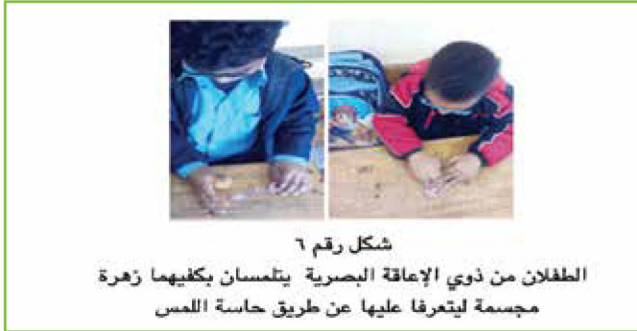 شكل رقم ٦
الطفلان من ذوي الإعاقة البصرية يتلمسان بكفيهما زهرة
مجسمة ليتعرفا عليها عن طريق حاسة اللمس